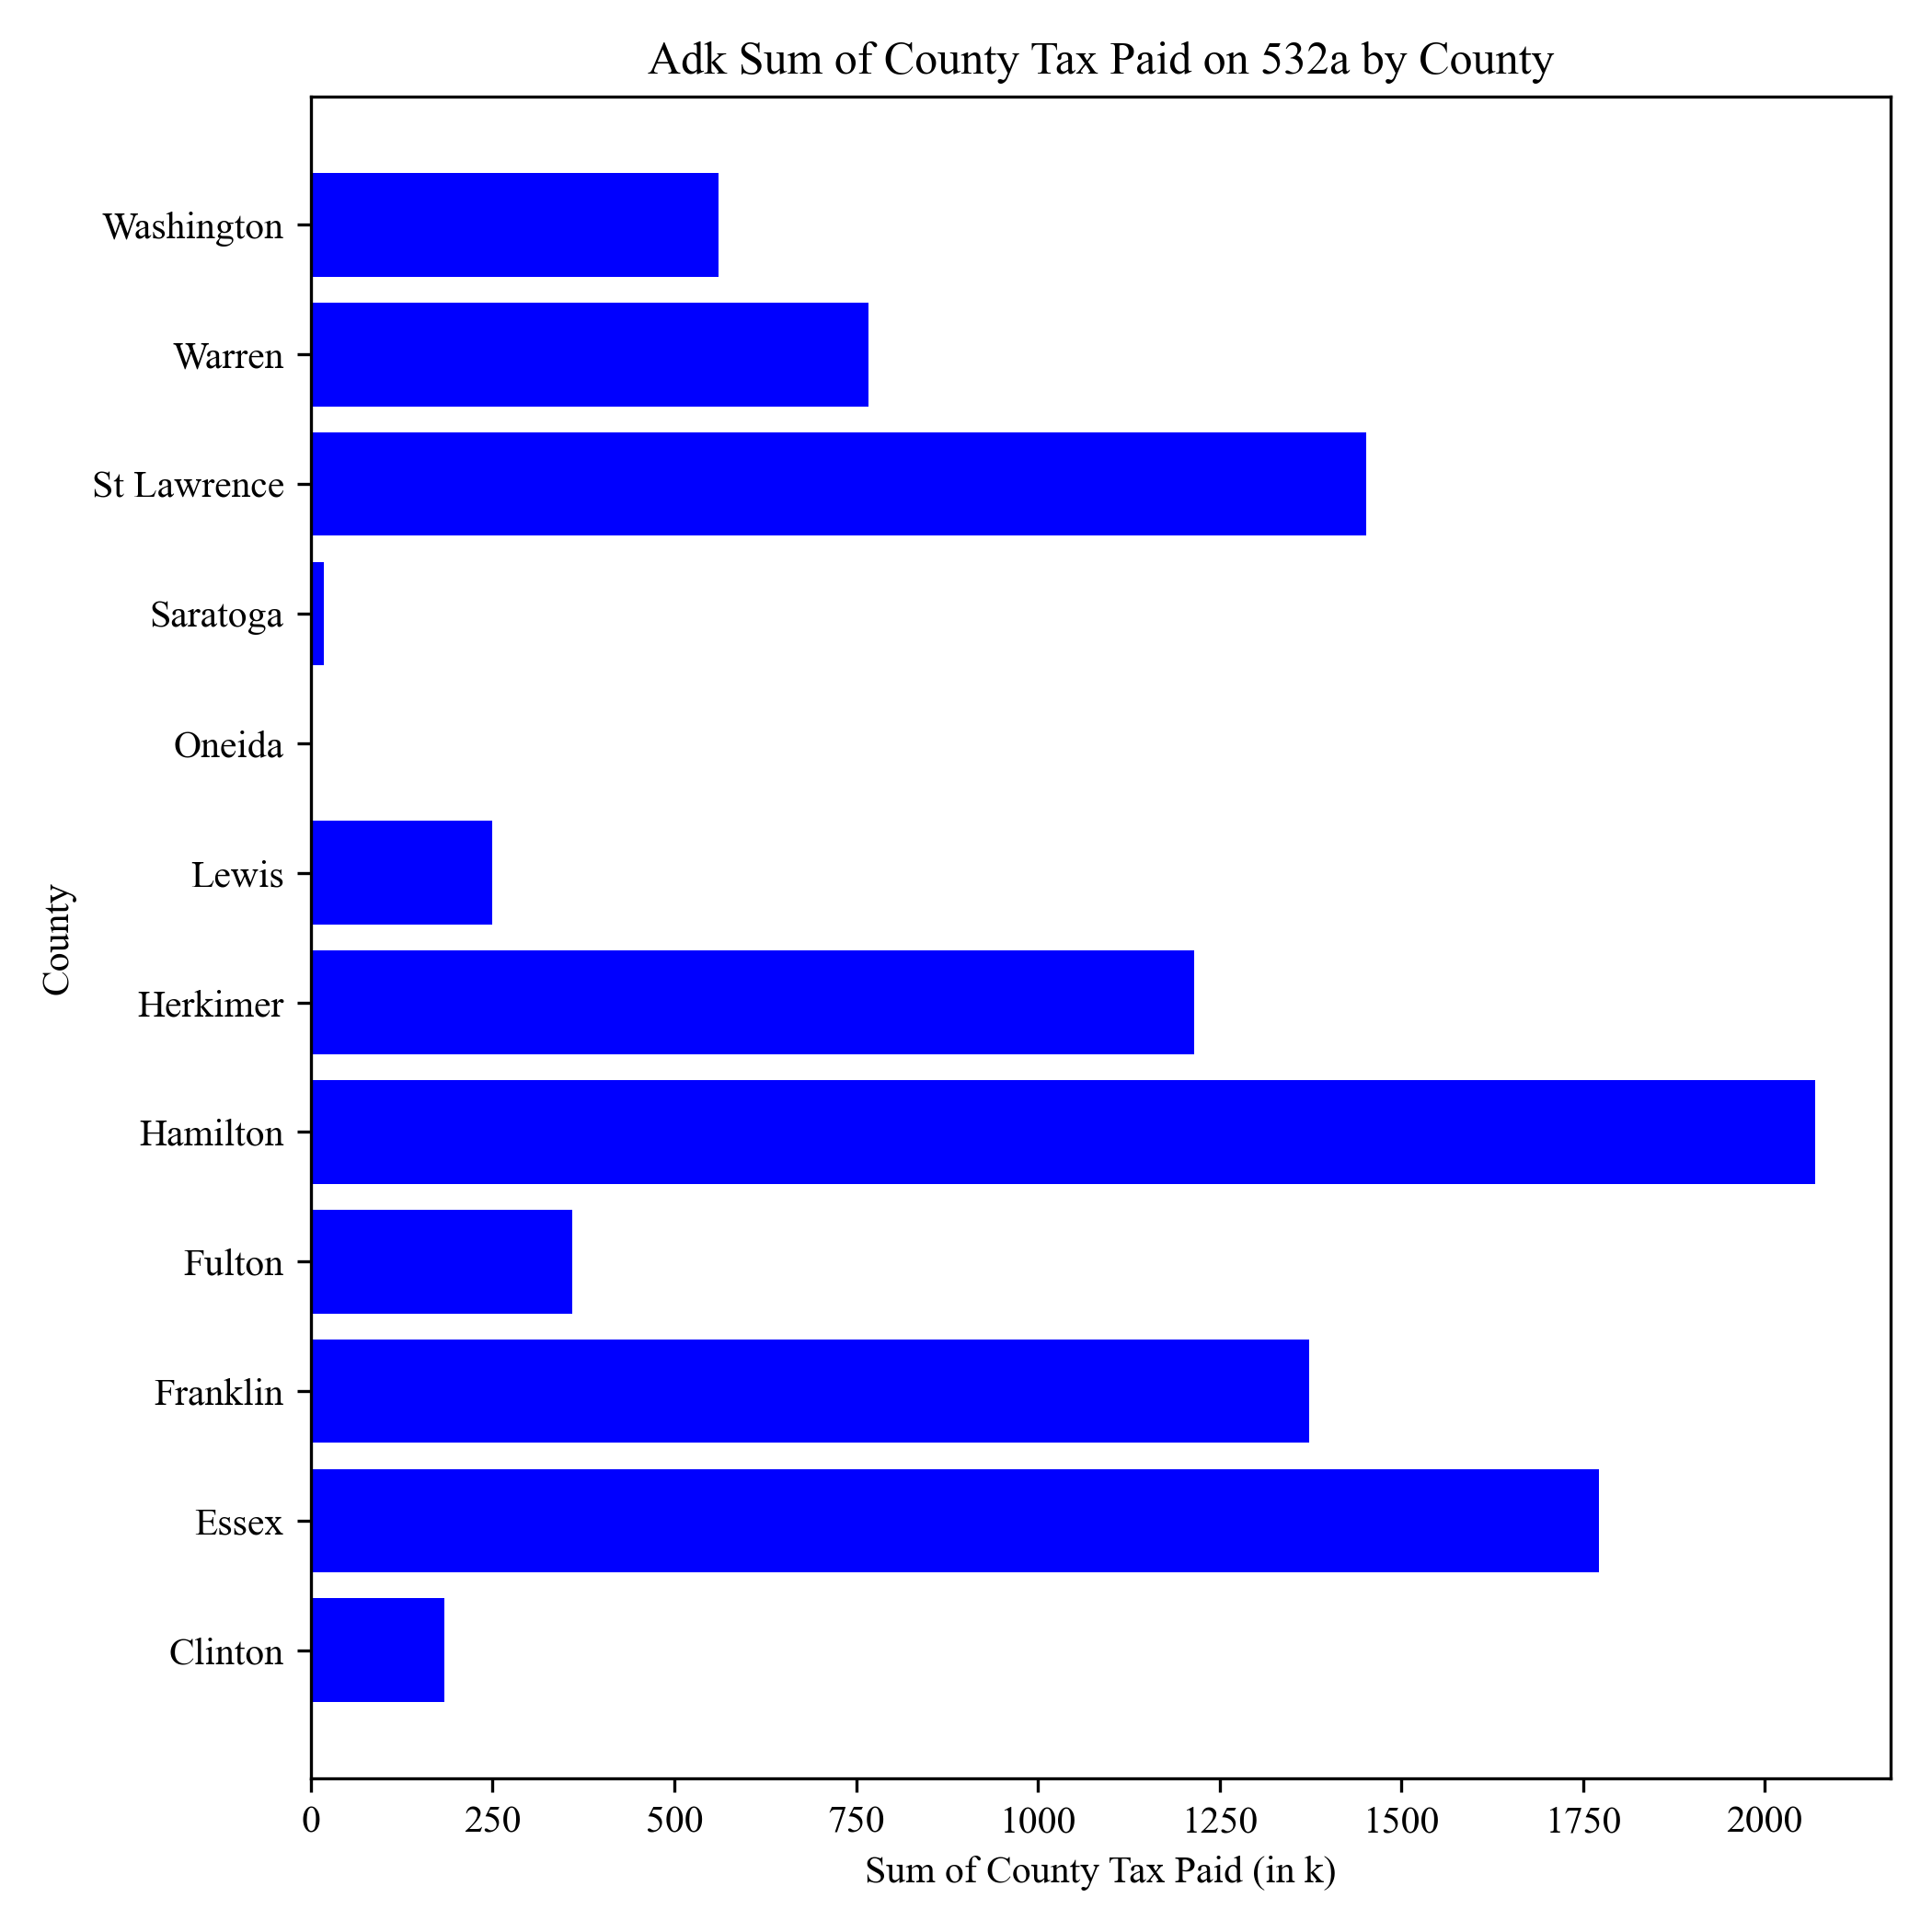 Adk Sum of County Tax Paid on 532a by County
Washington
Warren
St Lawrence
Saratoga
Oneida
Lewis
Herkimer
Hamilton
Fulton
Franklin
Essex
Clinton
County
0 250 500 750 1000 1250 1500 1750 2000
Sum of County Tax Paid (in k)